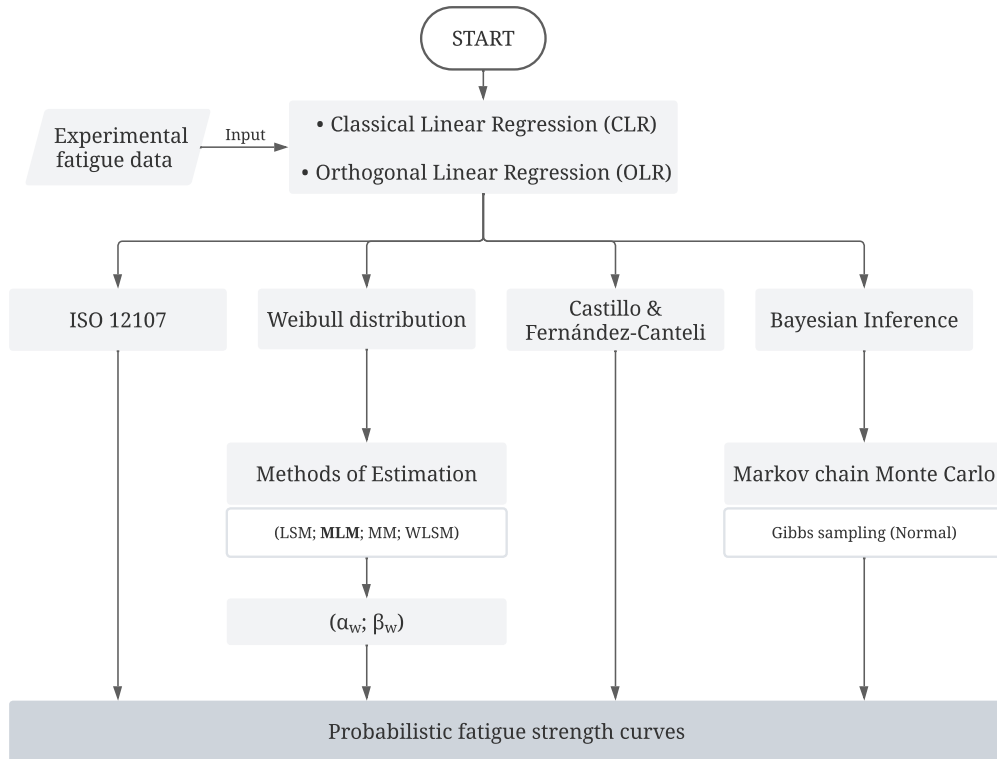 START
• Classical Linear Regression (CLR)
• Orthogonal Linear Regression (OLR)
Experimental
fatigue data
Input
ISO 12107
Weibull distribution
Castillo &
Fernández-Canteli
Bayesian Inference
Methods of Estimation
(LSM; MLM; MM; WLSM)
Markov chain Monte Carlo
Gibbs sampling (Normal)
(αw; βw)
Probabilistic fatigue strength curves